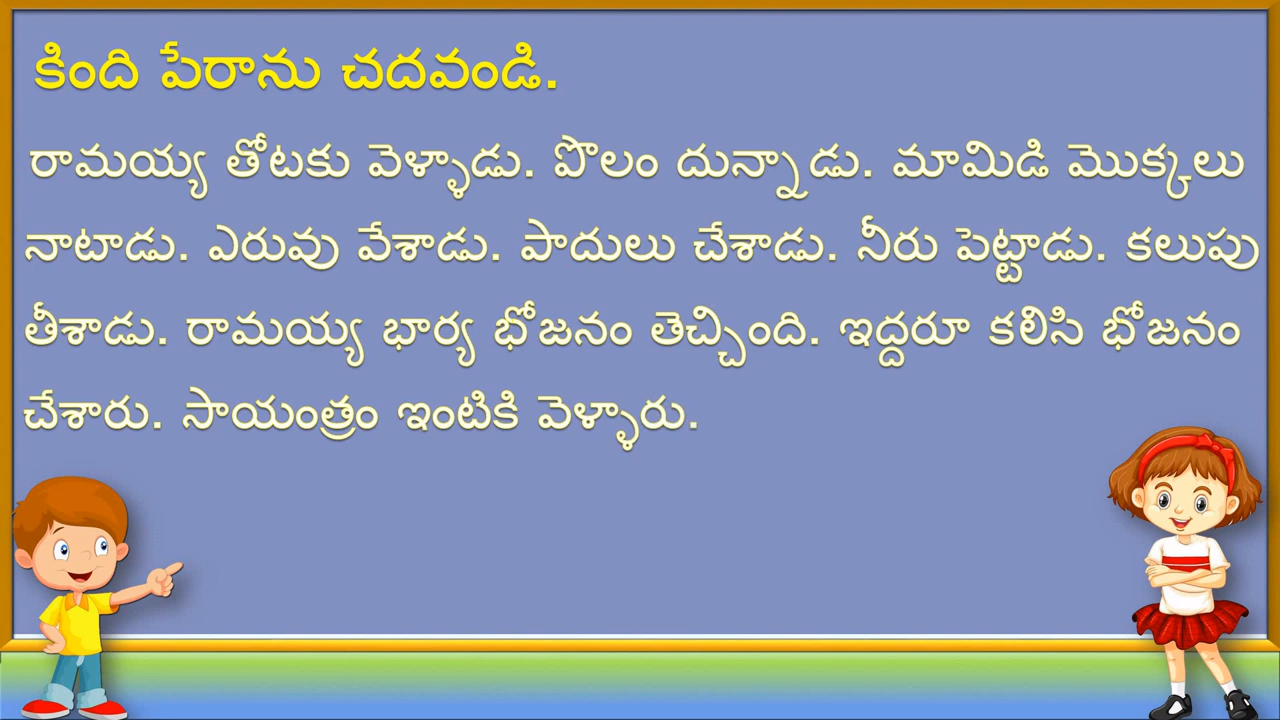 కింది పేరాను చదవండి.
రామయ్య తోటకు వెళ్ళాడు. పొలం దున్నాడు. మామిడి మొక్కలు
నాటాడు. ఎరువు వేశాడు. పాదులు చేశాడు. నీరు పెట్టాడు. కలుపు
తీశాడు. రామయ్య భార్య భోజనం తెచ్చింది. ఇద్దరూ కలిసి భోజనం
చేశారు. సాయంత్రం ఇంటికి వెళ్ళారు.